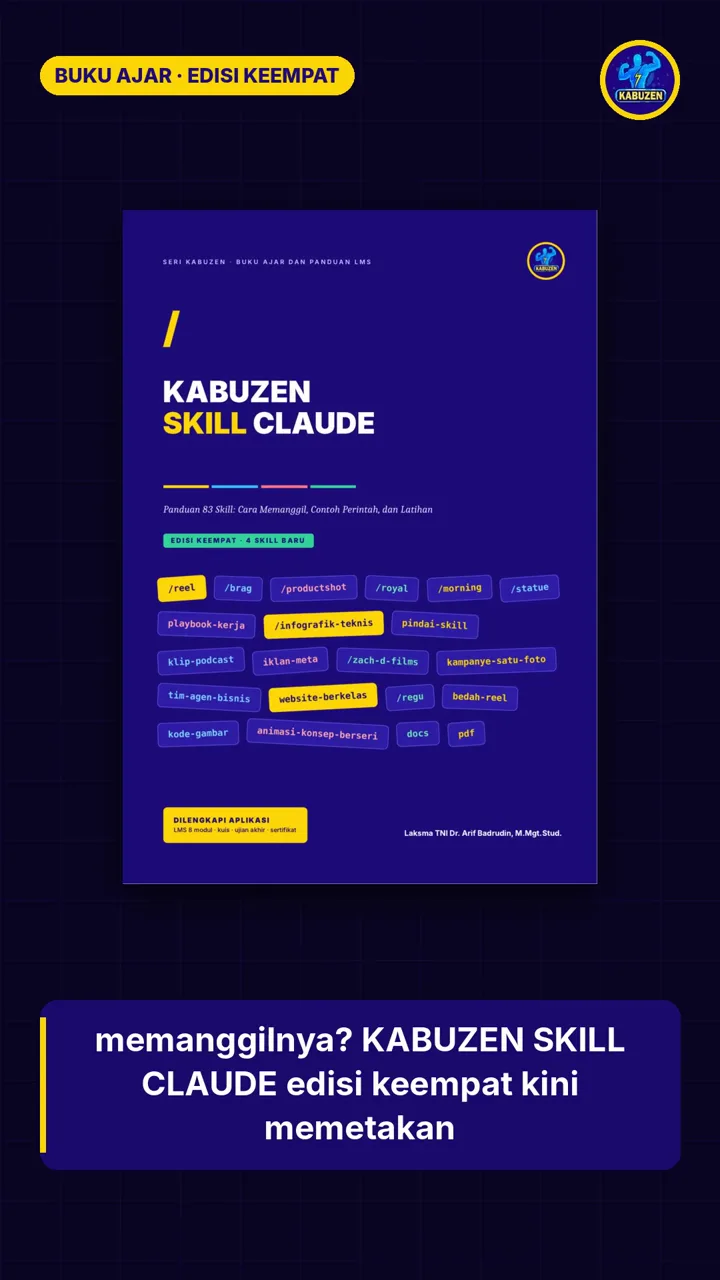 BUKU AJAR · EDISI KEEMPAT
KABUZEN
SERI KABUZEN · BUKU AJAR DAN PANDUAN LMS
KABUZEN
/
KABUZEN
SKILL CLAUDE
Panduan 83 Skill: Cara Memanggil, Contoh Perintah, dan Latihan
EDISI KEEMPAT · 4 SKILL BARU
/reel /brag /productshot /royal /morning /statue
playbook-kerja /infografik-teknis pindai-skill
klip-podcast iklan-meta /zach-d-films kampanye-satu-foto
tim-agen-bisnis website-berkelas /regu bedah-reel
kode-gambar animasi-konsep-berseri docs pdf
DILENGKAPI APLIKASI
LMS 8 modul · kuis · ujian akhir · sertifikat
Laksma TNI Dr. Arif Badrudin, M.Mgt.Stud.
memanggilnya? KABUZEN SKILL
CLAUDE edisi keempat kini
memetakan